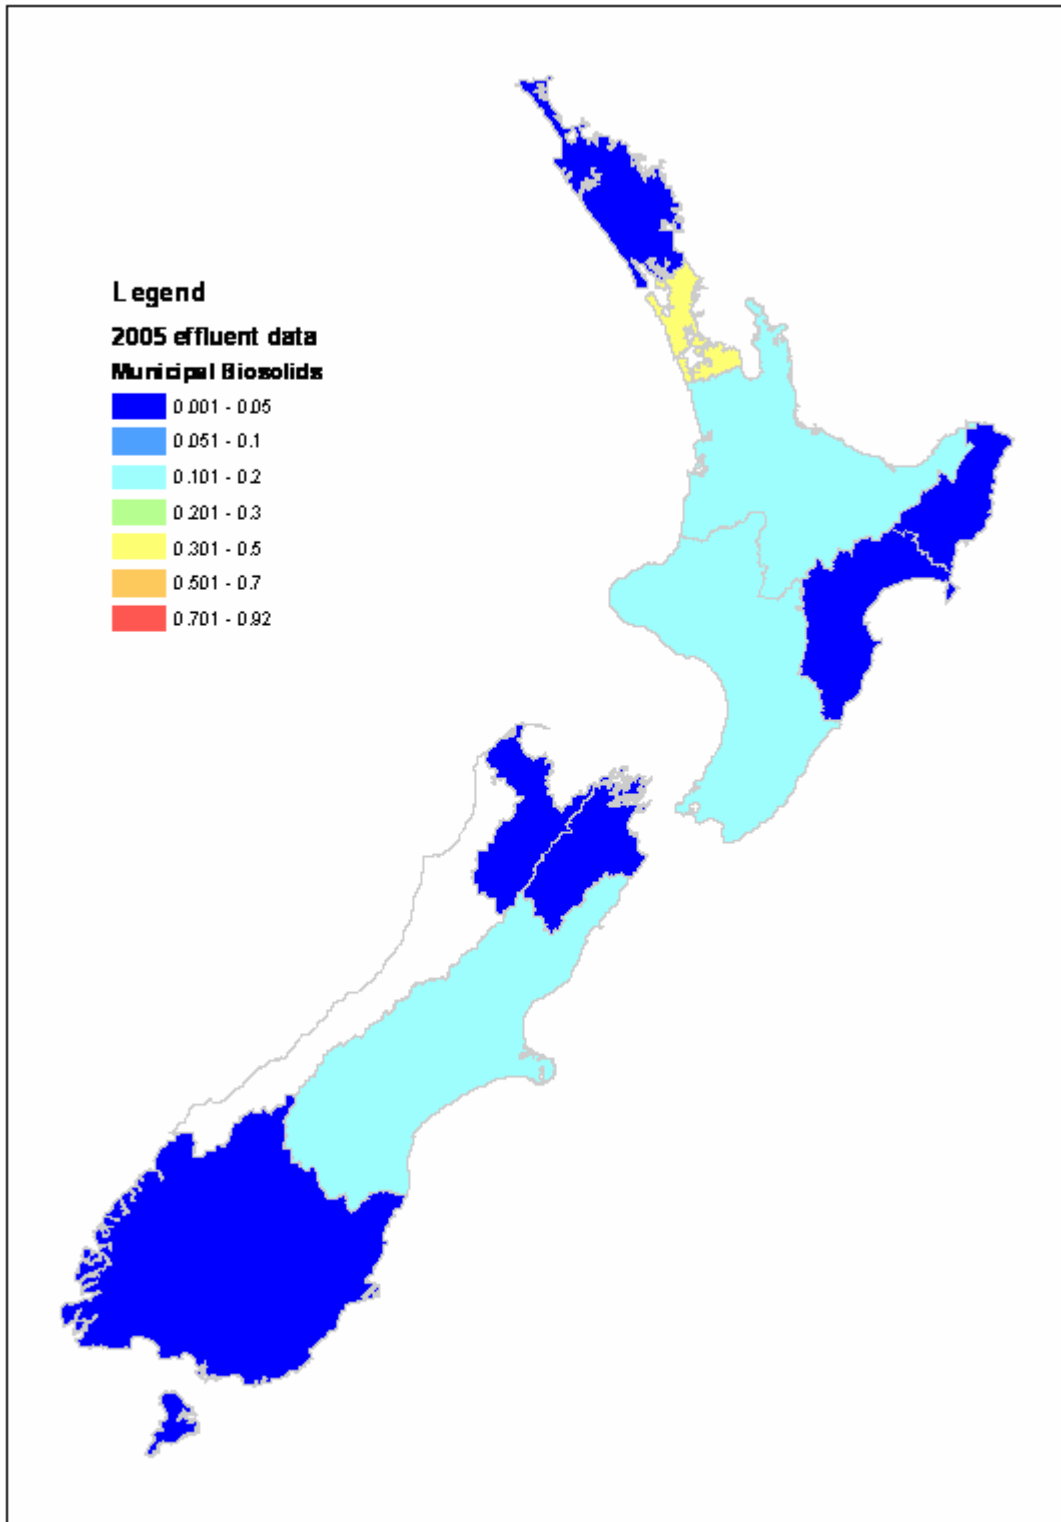 Legend
2005 effluent data
Municipal Biosolids
0.001 - 0.05
0.051 - 0.1
0.101 - 0.2
0.201 - 0.3
0.301 - 0.5
0.501 - 0.7
0.701 - 0.92